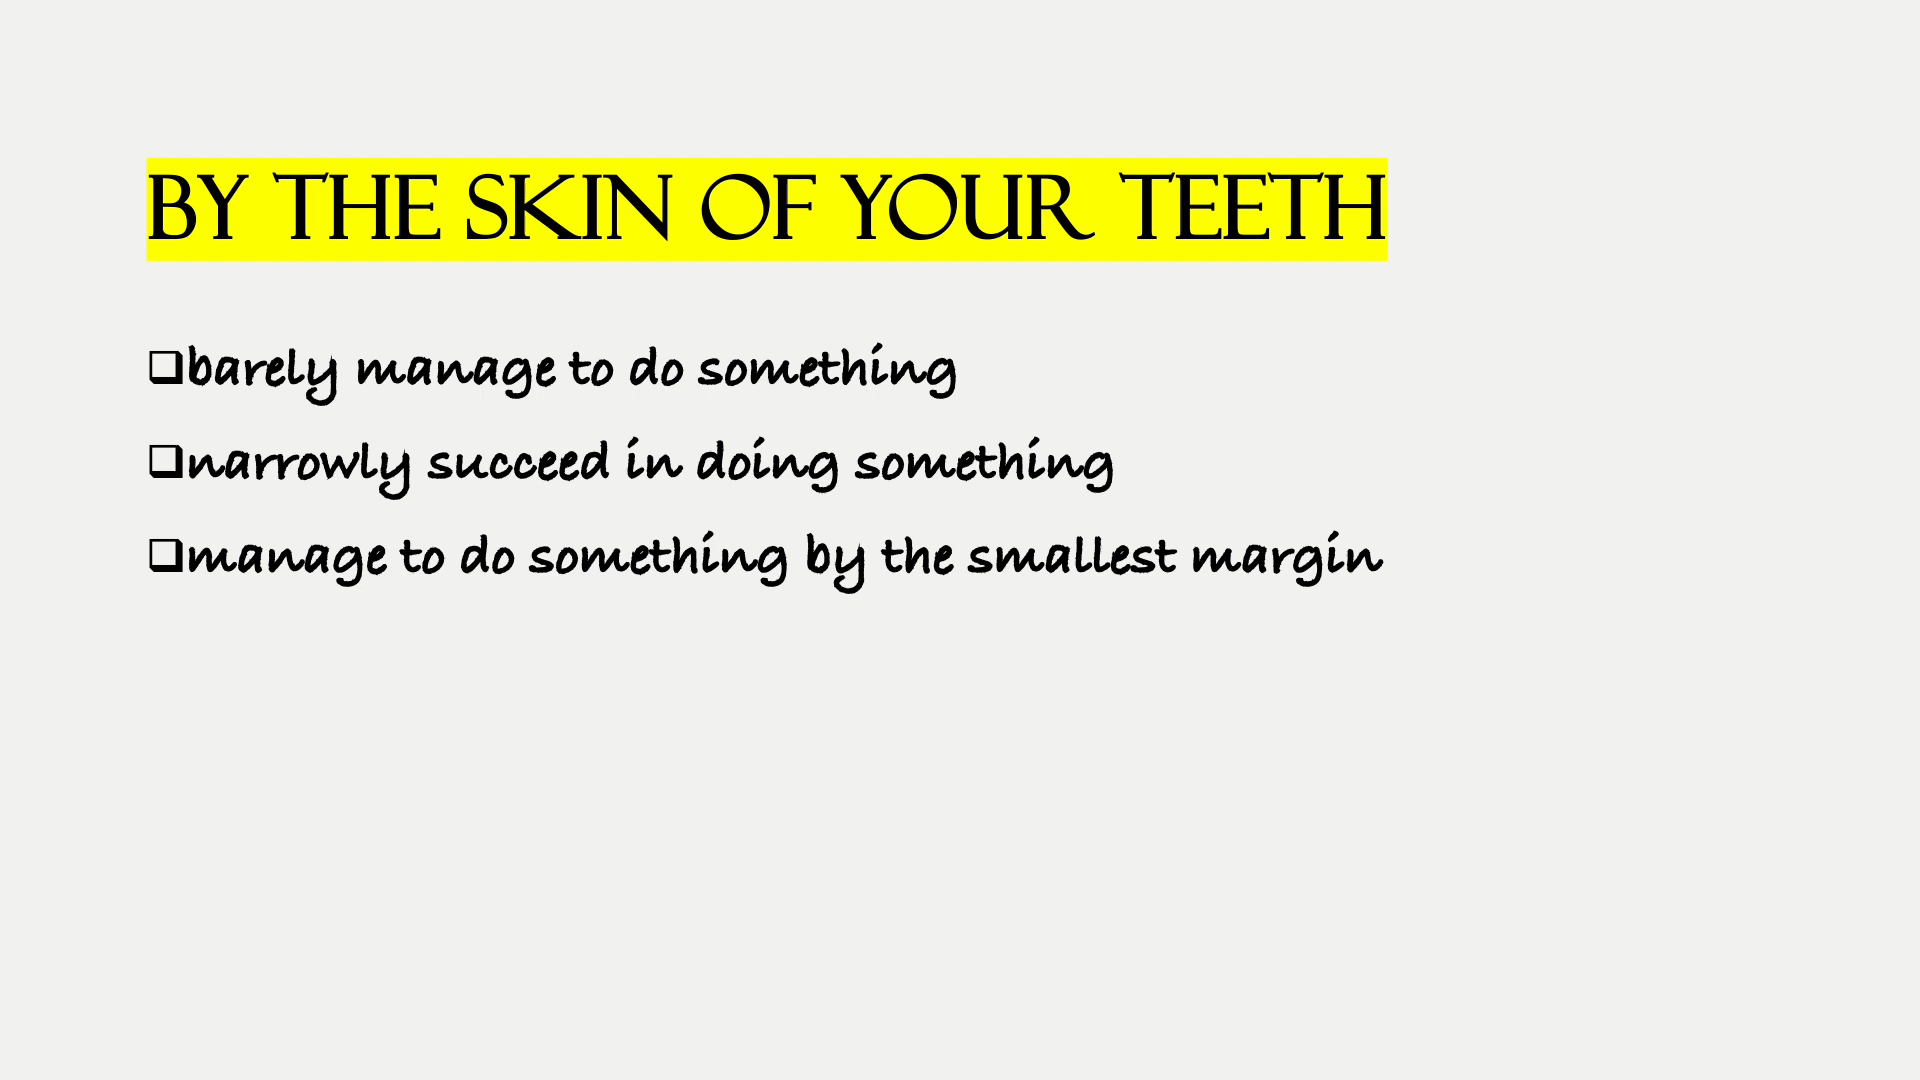 BY THE SKIN OF YOUR TEETH
❑barely manage to do something
❑narrowly succeed in doing something
❑manage to do something by the smallest margin